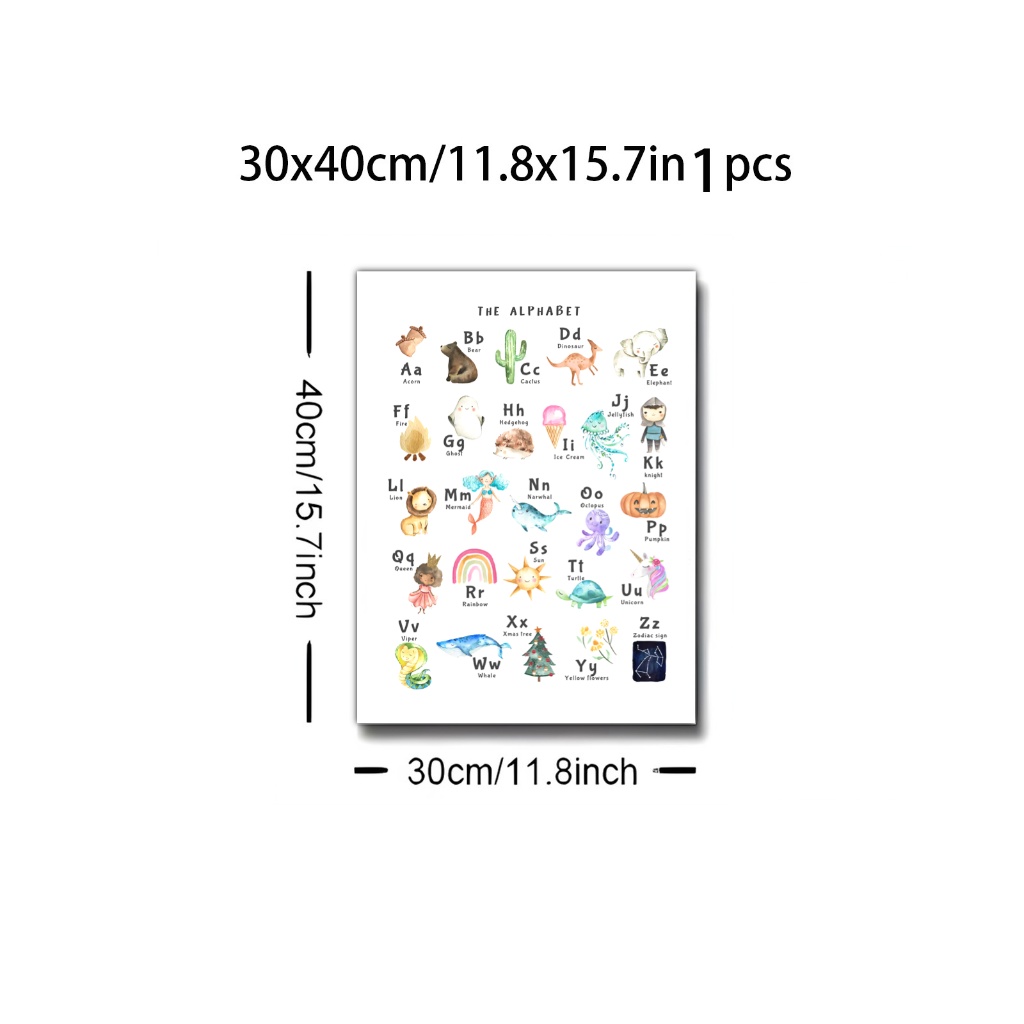 30x40cm/11.8x15.7in 1 pcs
40cm/15.7inch
THE ALPHABET
Aa
Acorn
Bb
Bear
Cc
Cactus
Dd
Dinosaur
Ee
Elephant
Ff
Fire
Gg
Ghost
Hh
Hedgehog
Ii
Ice Cream
Jj
Jellyfish
Kk
knight
Ll
Lion
Mm
Mermaid
Nn
Narwhal
Oo
Octopus
Pp
Pumpkin
Qq
Queen
Rr
Rainbow
Ss
Sun
Tt
Turtle
Uu
Unicorn
Vv
Viper
Ww
Whale
Xx
Xmas tree
Yy
Yellow flowers
Zz
Zodiac sign
30cm/11.8inch